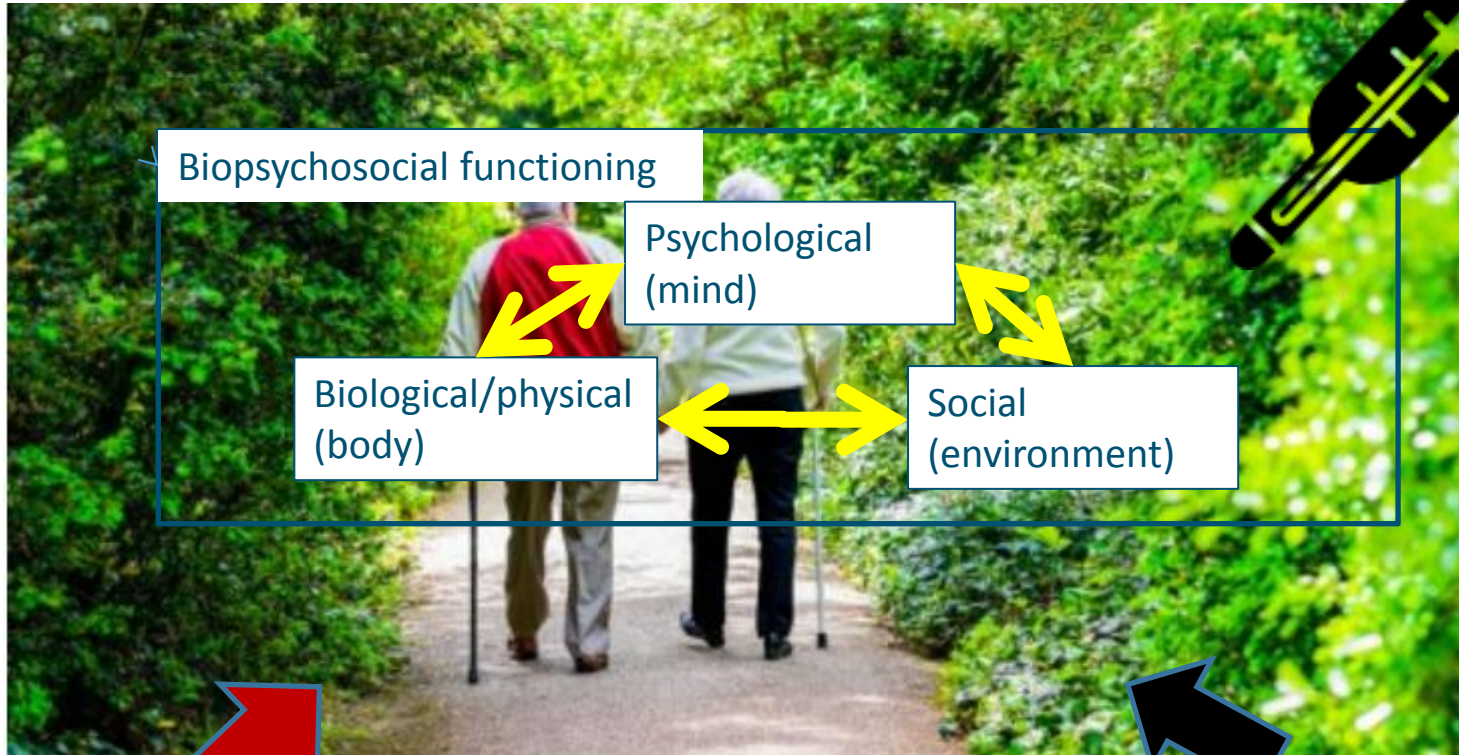 Biopsychosocial functioning
Psychological
(mind)
Biological/physical
(body)
Social
(environment)